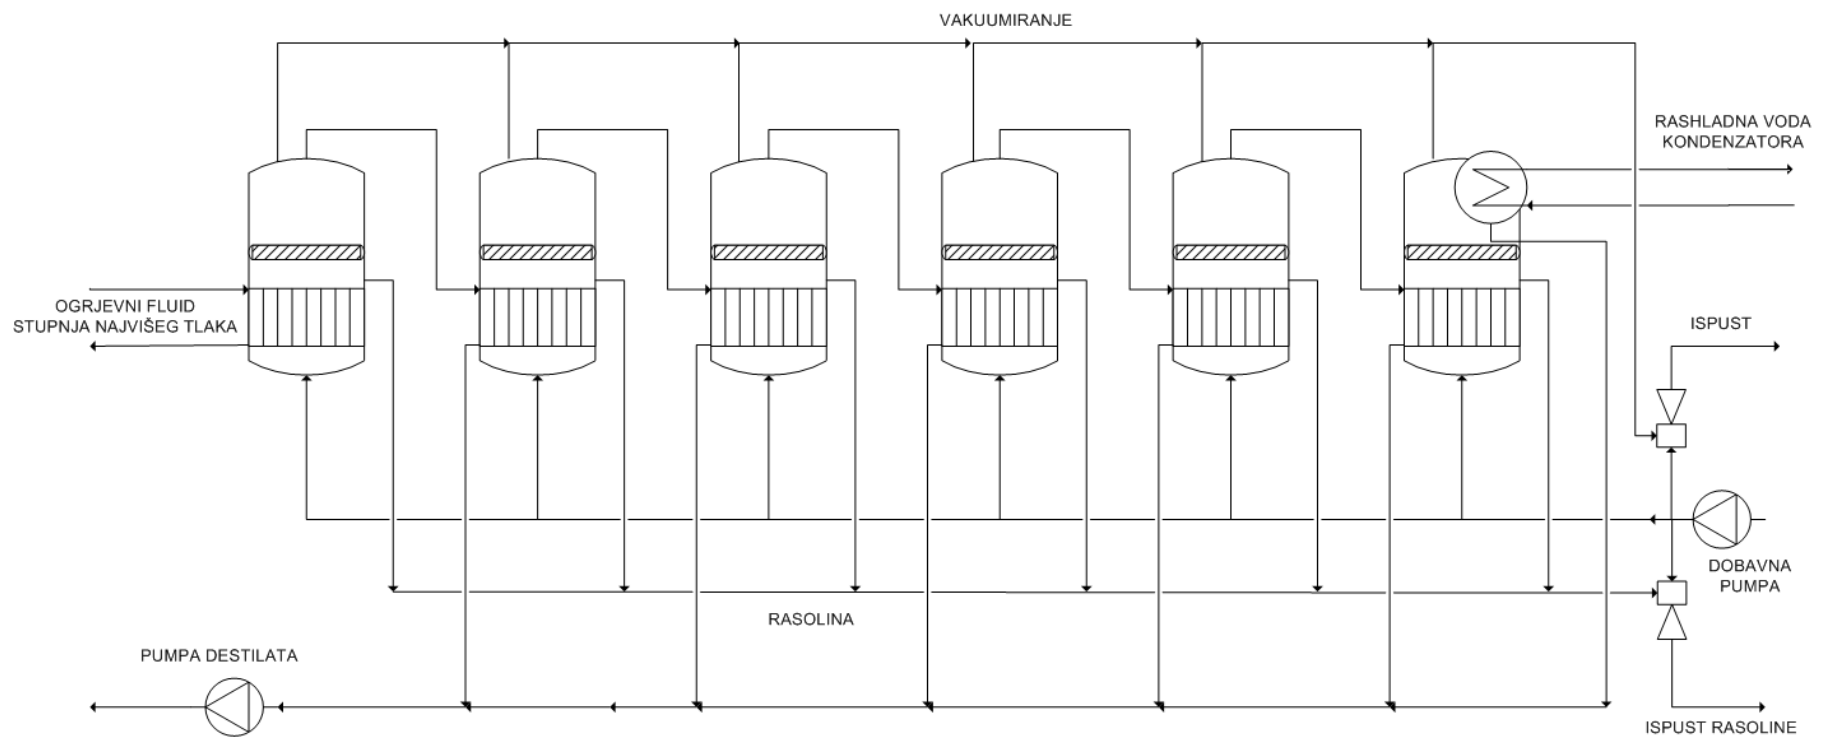 VAKUUMIRANJE
RASHLADNA VODA
KONDENZATORA
OGRJEVNI FLUID
STUPNJA NAJVIŠEG TLAKA
ISPUST
DOBAVNA
PUMPA
RASOLINA
PUMPA DESTILATA
ISPUST RASOLINE